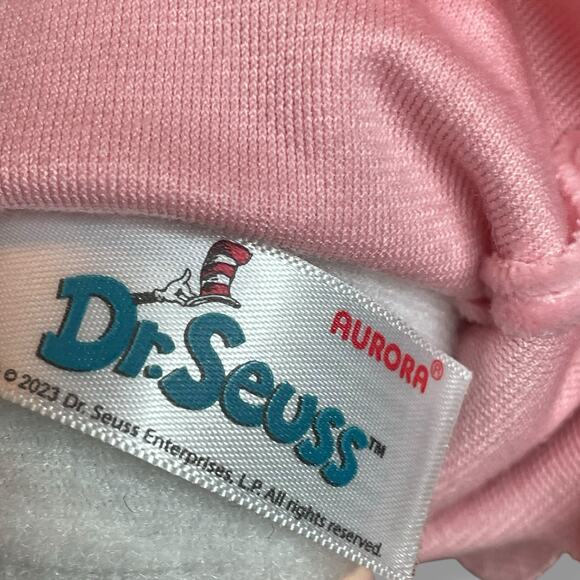 Dr. Seuss™
AURORA®
© 2023 Dr. Seuss Enterprises, L.P. All rights reserved.